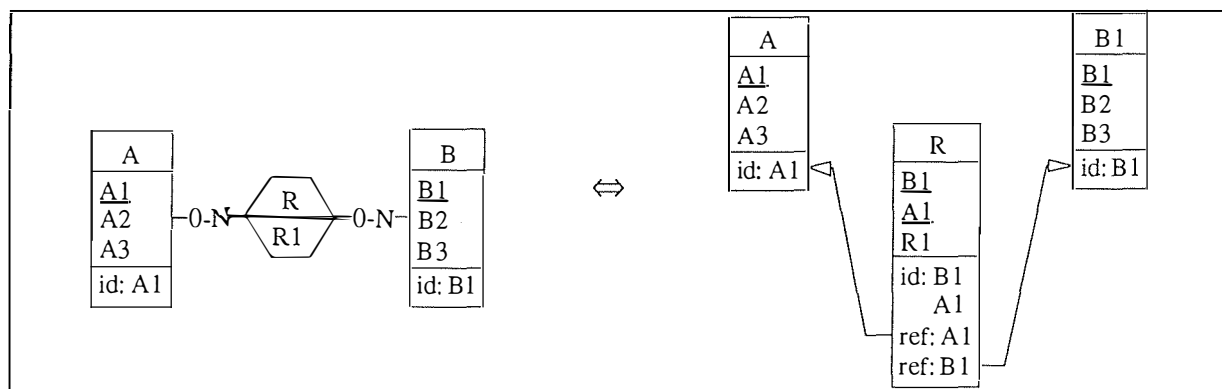 A
A1
A2
A3
id: A1
0-N
R
R1
0-N
B
B1
B2
B3
id: B1
⇔
A
A1
A2
A3
id: A1
R
B1
A1
R1
id: B1
A1
ref: A1
ref: B1
B1
B1
B2
B3
id: B1